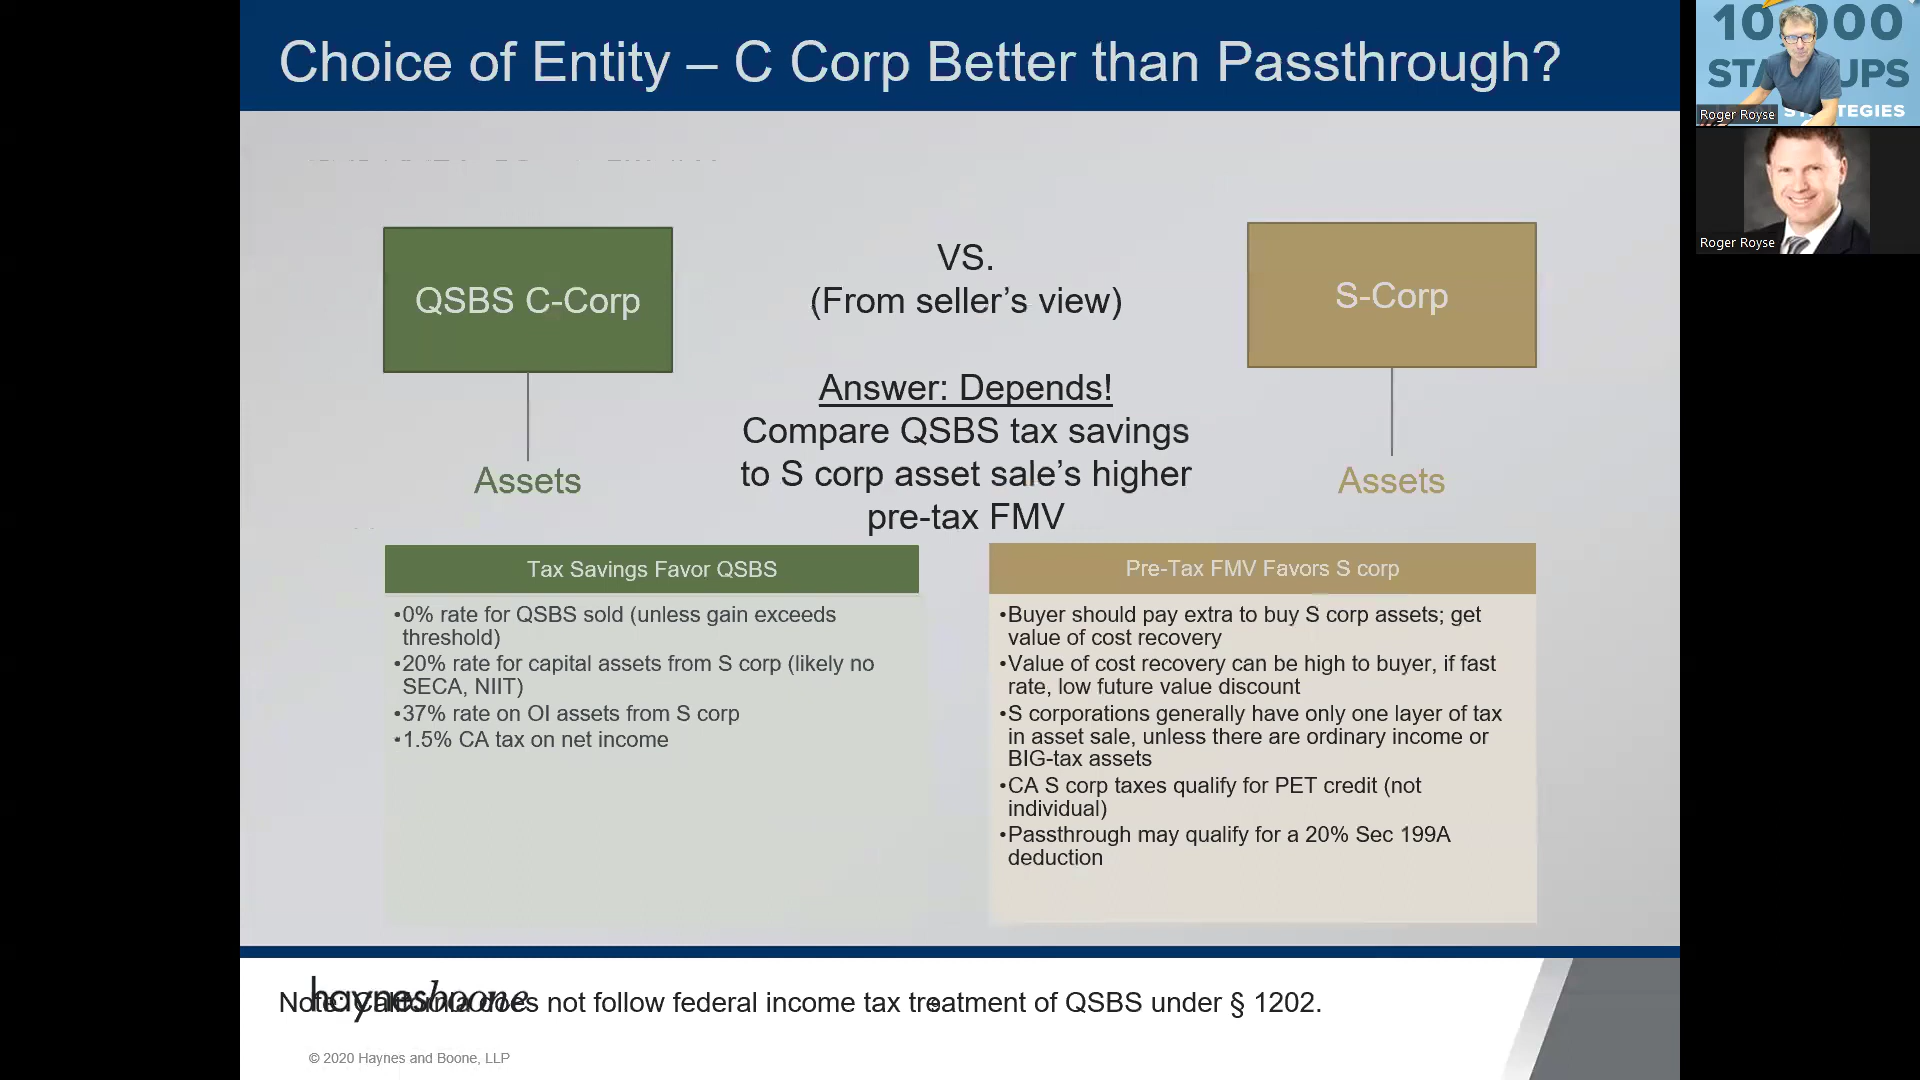 Choice of Entity – C Corp Better than Passthrough?
QSBS C-Corp
Assets
VS.
(From seller's view)
Answer: Depends!
Compare QSBS tax savings
to S corp asset sale's higher
pre-tax FMV
S-Corp
Assets
Tax Savings Favor QSBS
•0% rate for QSBS sold (unless gain exceeds
threshold)
•20% rate for capital assets from S corp (likely no
SECA, NIIT)
•37% rate on OI assets from S corp
•1.5% CA tax on net income
Pre-Tax FMV Favors S corp
•Buyer should pay extra to buy S corp assets; get
value of cost recovery
•Value of cost recovery can be high to buyer, if fast
rate, low future value discount
•S corporations generally have only one layer of tax
in asset sale, unless there are ordinary income or
BIG-tax assets
•CA S corp taxes qualify for PET credit (not
individual)
•Passthrough may qualify for a 20% Sec 199A
deduction
haynesboone
Note: California does not follow federal income tax treatment of QSBS under § 1202.
© 2020 Haynes and Boone, LLP
Roger Royse
Roger Royse